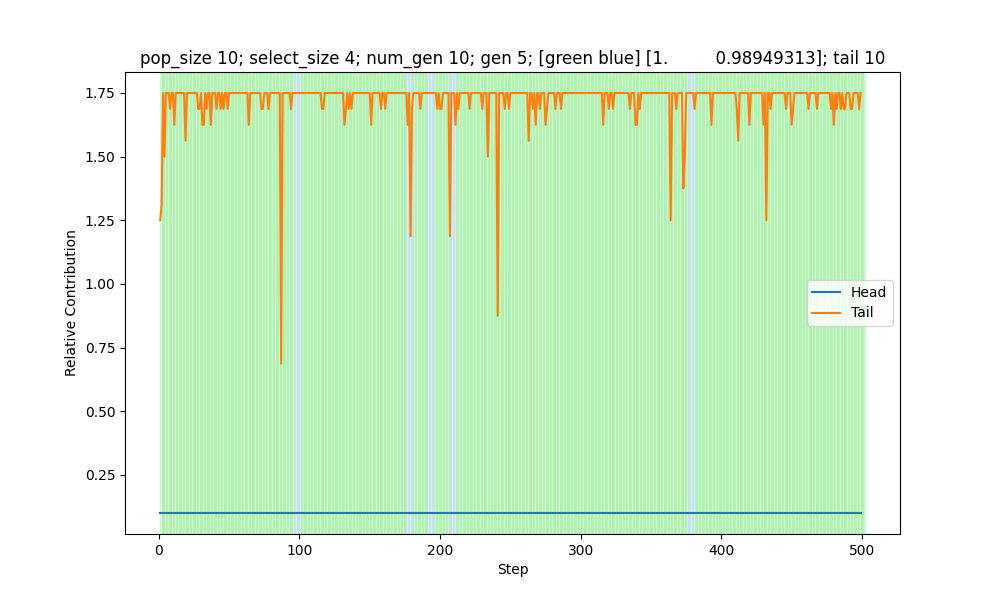 pop_size 10; select_size 4; num_gen 10; gen 5; [green blue] [1.         0.98949313]; tail 10
1.75
1.50
1.25
1.00
0.75
0.50
0.25
Relative Contribution
Head
Tail
0 100 200 300 400 500
Step